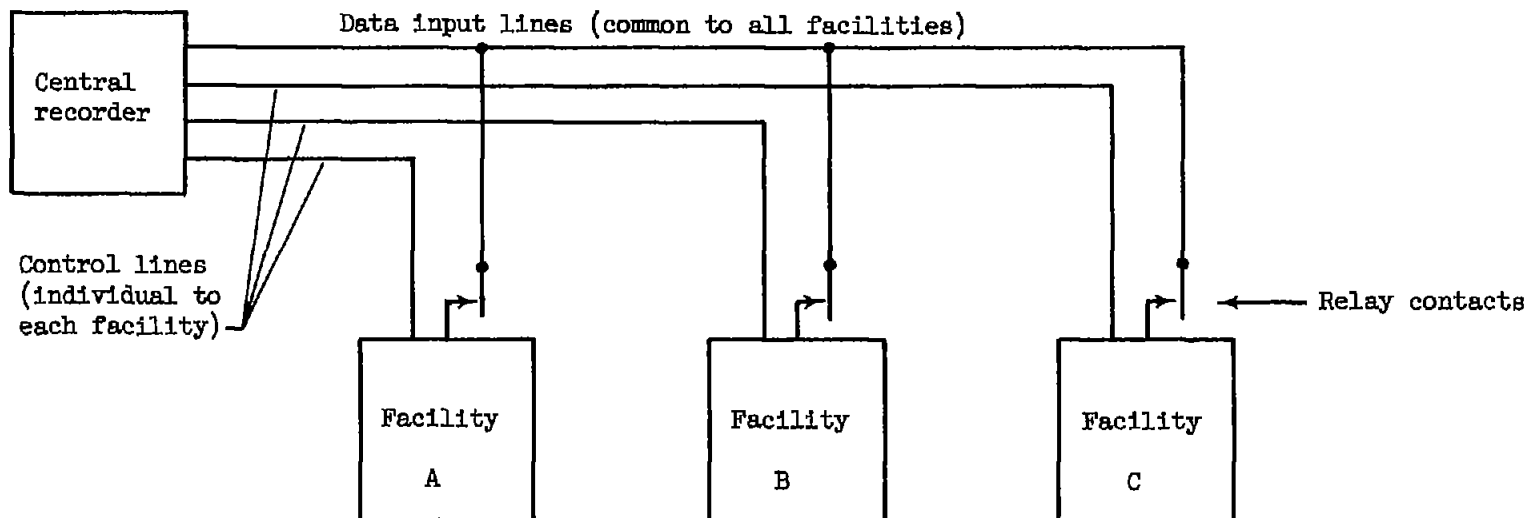 Data input lines (common to all facilities)
Central
recorder
Control lines
(individual to
each facility)
Relay contacts
Facility
A
Facility
B
Facility
C